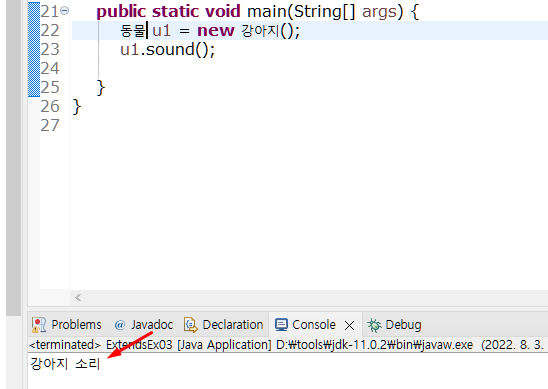 21 public static void main(String[] args) {
22 동물 u1 = new 강아지();
23 u1.sound();
24
25 }
26 }
27
Problems @ Javadoc Declaration Console Debug
<terminated> ExtendsEx03 [Java Application] D:₩tools₩jdk-11.0.2₩bin₩javaw.exe (2022. 8. 3.
강아지 소리